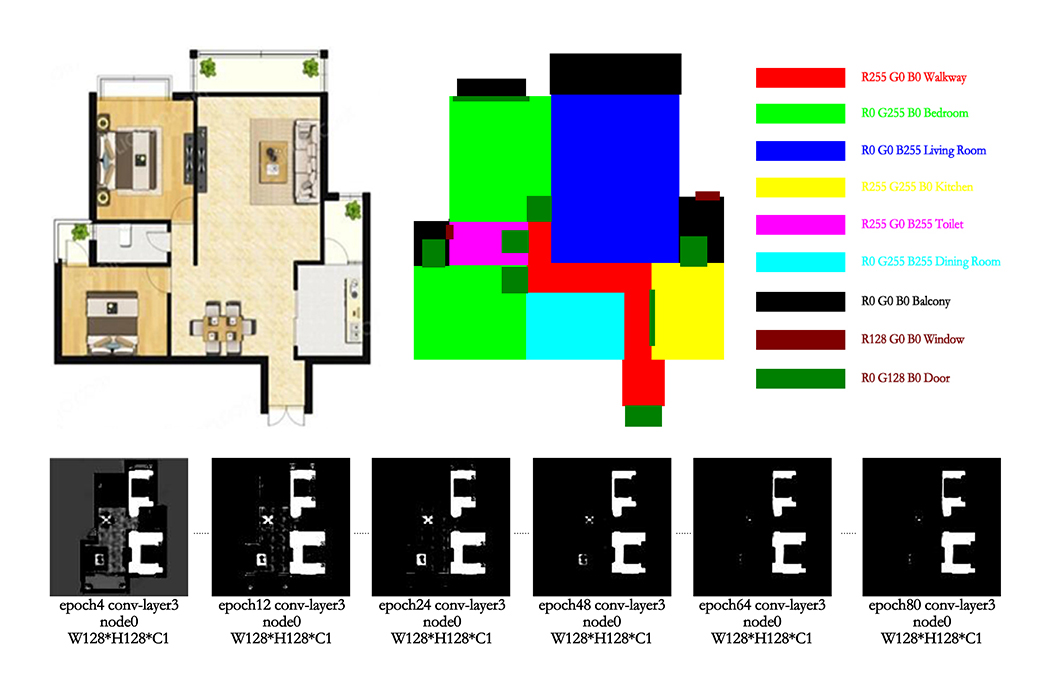 R255 G0 B0 Walkway
R0 G255 B0 Bedroom
R0 G0 B255 Living Room
R255 G255 B0 Kitchen
R255 G0 B255 Toilet
R0 G255 B255 Dining Room
R0 G0 B0 Balcony
R128 G0 B0 Window
R0 G128 B0 Door
epoch4 conv-layer3
node0
W128*H128*C1
epoch12 conv-layer3
node0
W128*H128*C1
epoch24 conv-layer3
node0
W128*H128*C1
epoch48 conv-layer3
node0
W128*H128*C1
epoch64 conv-layer3
node0
W128*H128*C1
epoch80 conv-layer3
node0
W128*H128*C1